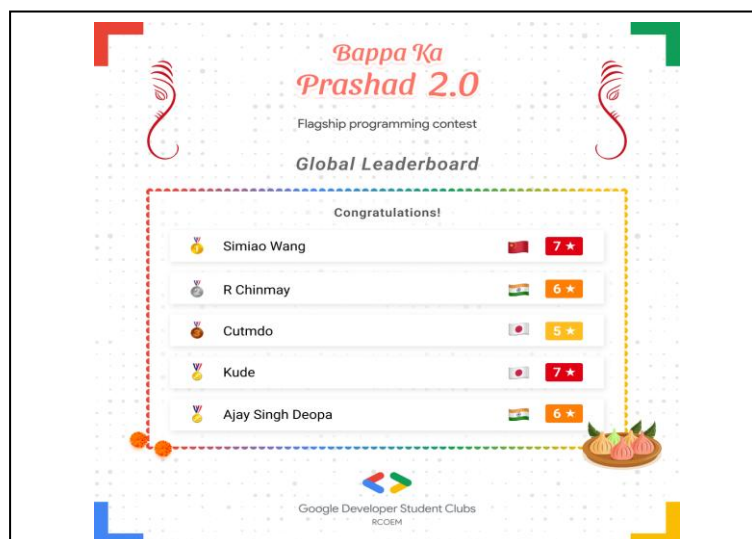 Bappa Ka
Prashad 2.0
Flagship programming contest
Global Leaderboard
Congratulations!
Simiao Wang 7 ★
R Chinmay 6 ★
Cutmdo 5 ★
Kude 7 ★
Ajay Singh Deopa 6 ★
Google Developer Student Clubs
RCOEM